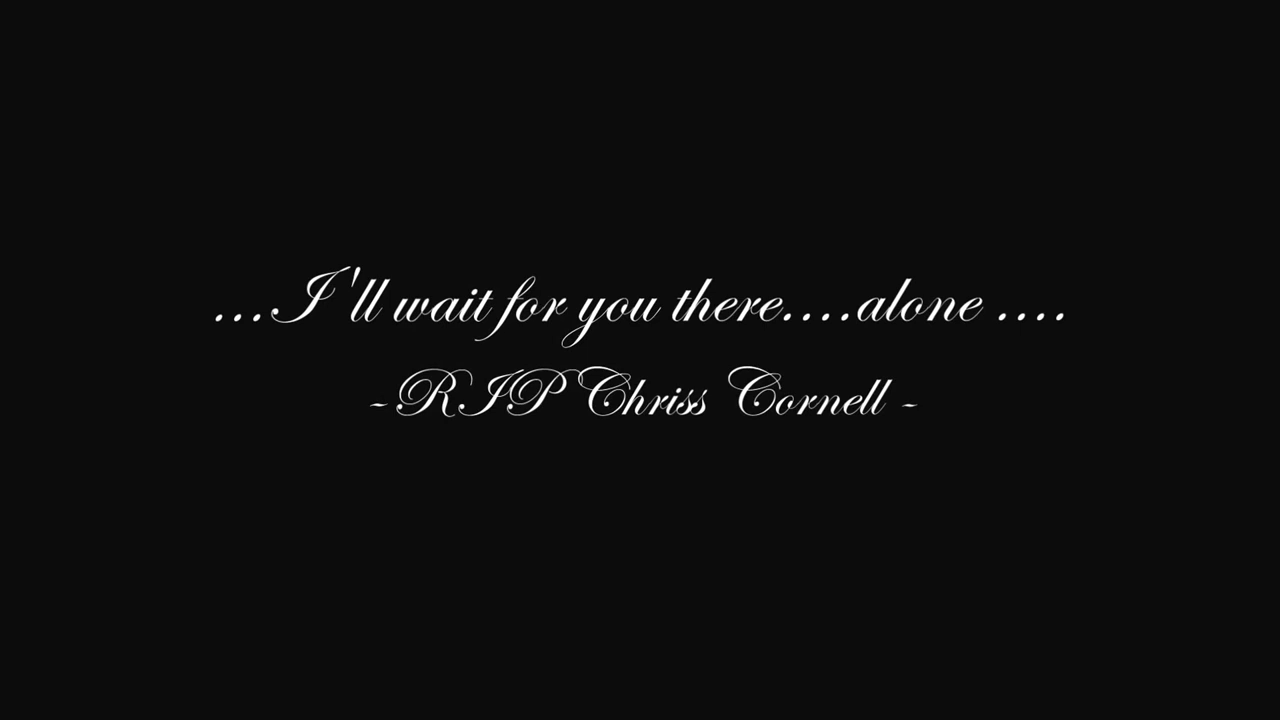 ...I'll wait for you there....alone ....
-RIP Chriss Cornell -